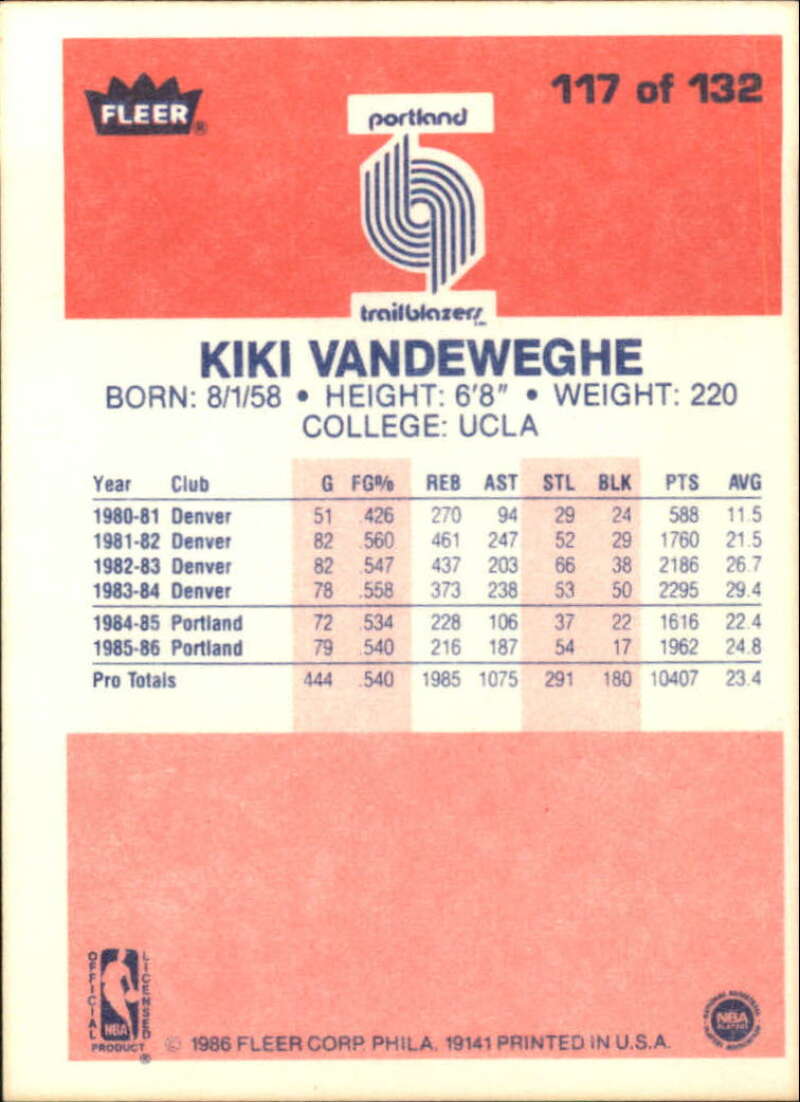 117 of 132
FLEER®
portland
trailblazers
KIKI VANDEWEGHE
BORN: 8/1/58 • HEIGHT: 6'8" • WEIGHT: 220
COLLEGE: UCLA
Year Club G FG% REB AST STL BLK PTS AVG
1980-81 Denver 51 .426 270 94 29 24 588 11.5
1981-82 Denver 82 .560 461 247 52 29 1760 21.5
1982-83 Denver 82 .547 437 203 66 38 2186 26.7
1983-84 Denver 78 .558 373 238 53 50 2295 29.4
1984-85 Portland 72 .534 228 106 37 22 1616 22.4
1985-86 Portland 79 .540 216 187 54 17 1962 24.8
Pro Totals 444 .540 1985 1075 291 180 10407 23.4
OFFICIAL
LICENSED
NBA
PRODUCT ®
NATIONAL BASKETBALL
NBA
PLAYERS
ASSOCIATION
© 1986 FLEER CORP. PHILA, 19141 PRINTED IN U.S.A.